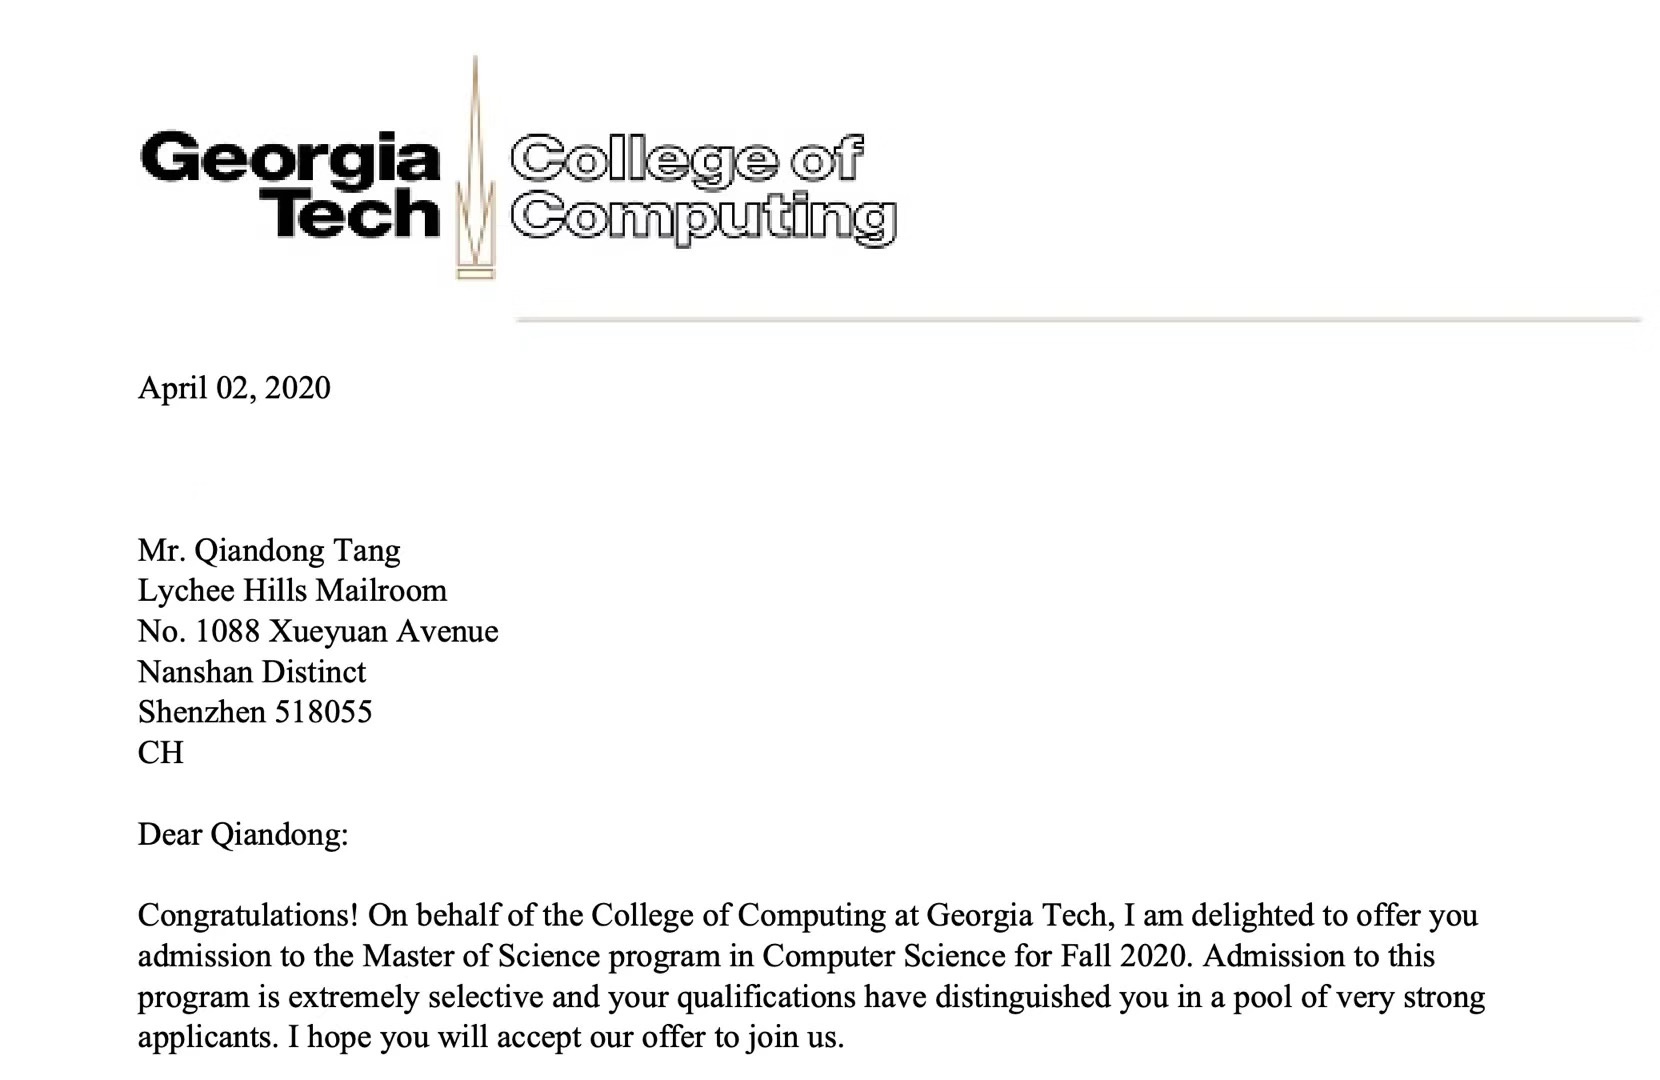 Georgia
Tech
College of
Computing
April 02, 2020
Mr. Qiandong Tang
Lychee Hills Mailroom
No. 1088 Xueyuan Avenue
Nanshan Distinct
Shenzhen 518055
CH
Dear Qiandong:
Congratulations! On behalf of the College of Computing at Georgia Tech, I am delighted to offer you
admission to the Master of Science program in Computer Science for Fall 2020. Admission to this
program is extremely selective and your qualifications have distinguished you in a pool of very strong
applicants. I hope you will accept our offer to join us.